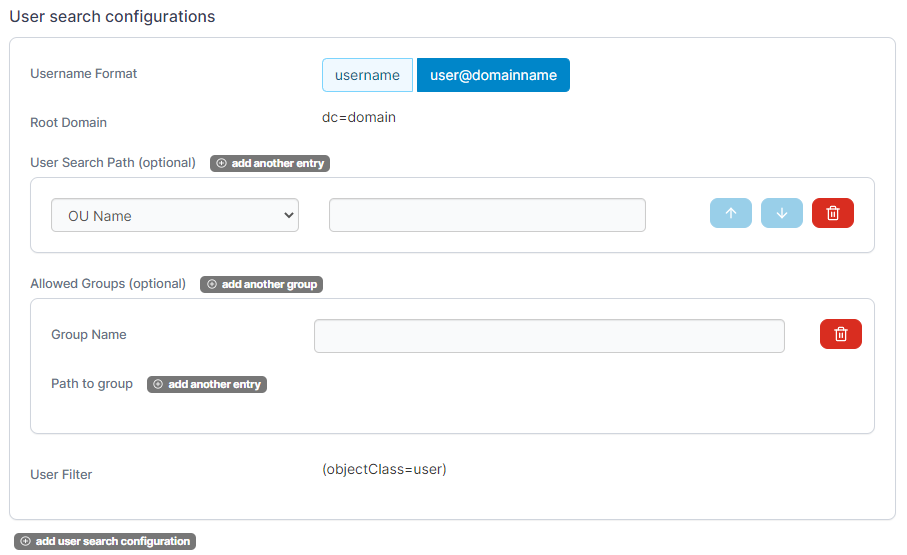 User search configurations
Username Format username user@domainname
Root Domain dc=domain
User Search Path (optional) add another entry
OU Name
Allowed Groups (optional) add another group
Group Name
Path to group add another entry
User Filter (objectClass=user)
add user search configuration